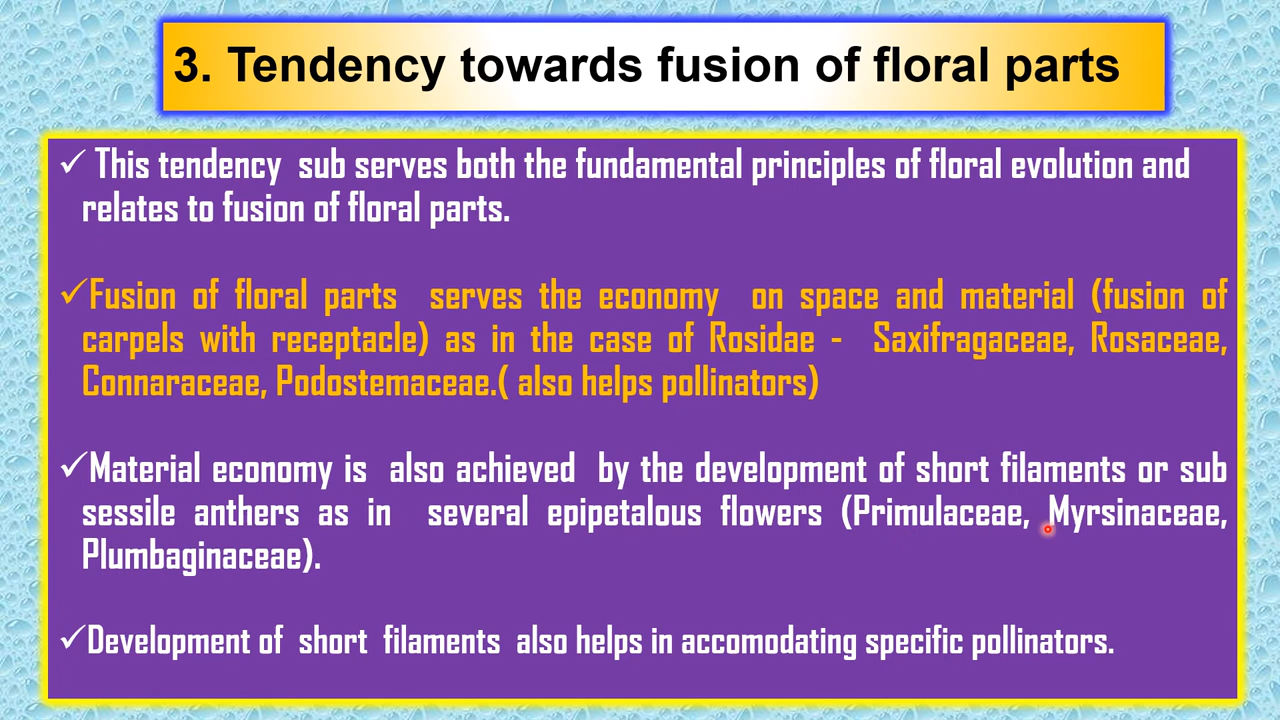 3. Tendency towards fusion of floral parts
✓ This tendency sub serves both the fundamental principles of floral evolution and
relates to fusion of floral parts.
✓Fusion of floral parts serves the economy on space and material (fusion of
carpels with receptacle) as in the case of Rosidae - Saxifragaceae, Rosaceae,
Connaraceae, Podostemaceae.( also helps pollinators)
✓Material economy is also achieved by the development of short filaments or sub
sessile anthers as in several epipetalous flowers (Primulaceae, Myrsinaceae,
Plumbaginaceae).
✓Development of short filaments also helps in accomodating specific pollinators.